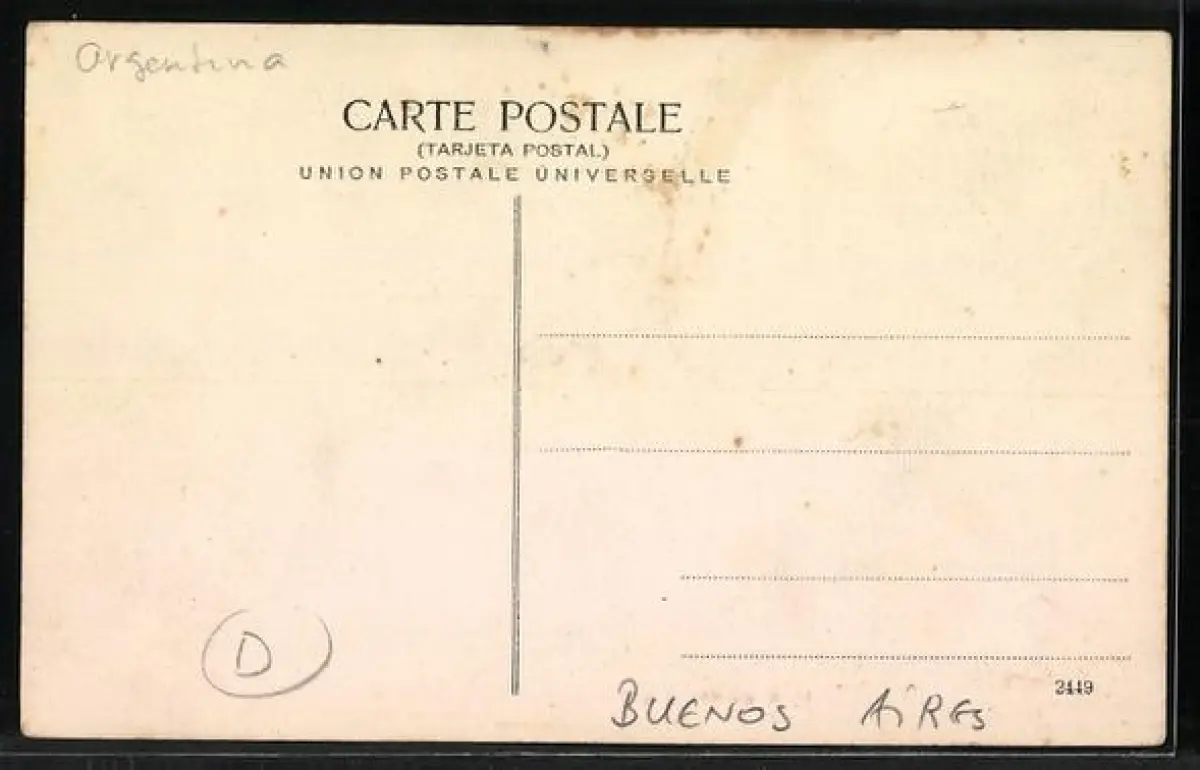 Argentina
CARTE POSTALE
(TARJETA POSTAL)
UNION POSTALE UNIVERSELLE
D
2449
BUENOS AIRES